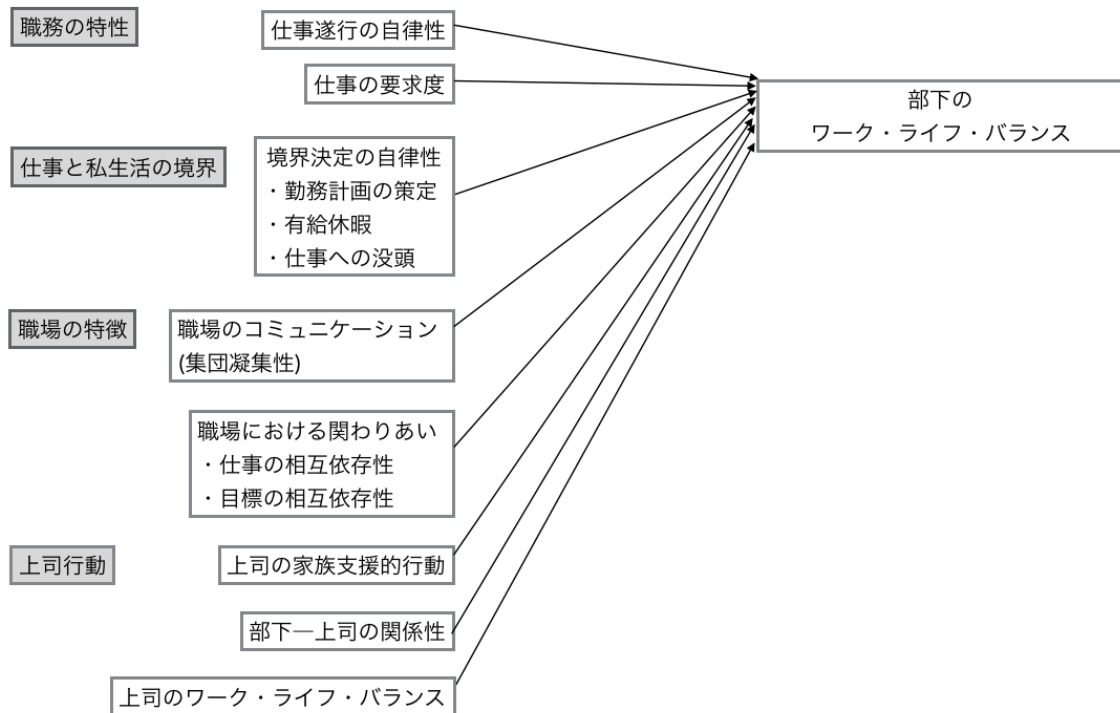 職務の特性
仕事遂行の自律性
仕事の要求度
部下の
ワーク・ライフ・バランス
仕事と私生活の境界
境界決定の自律性
・勤務計画の策定
・有給休暇
・仕事への没頭
職場の特徴
職場のコミュニケーション
(集団凝集性)
職場における関わりあい
・仕事の相互依存性
・目標の相互依存性
上司行動
上司の家族支援的行動
部下―上司の関係性
上司のワーク・ライフ・バランス